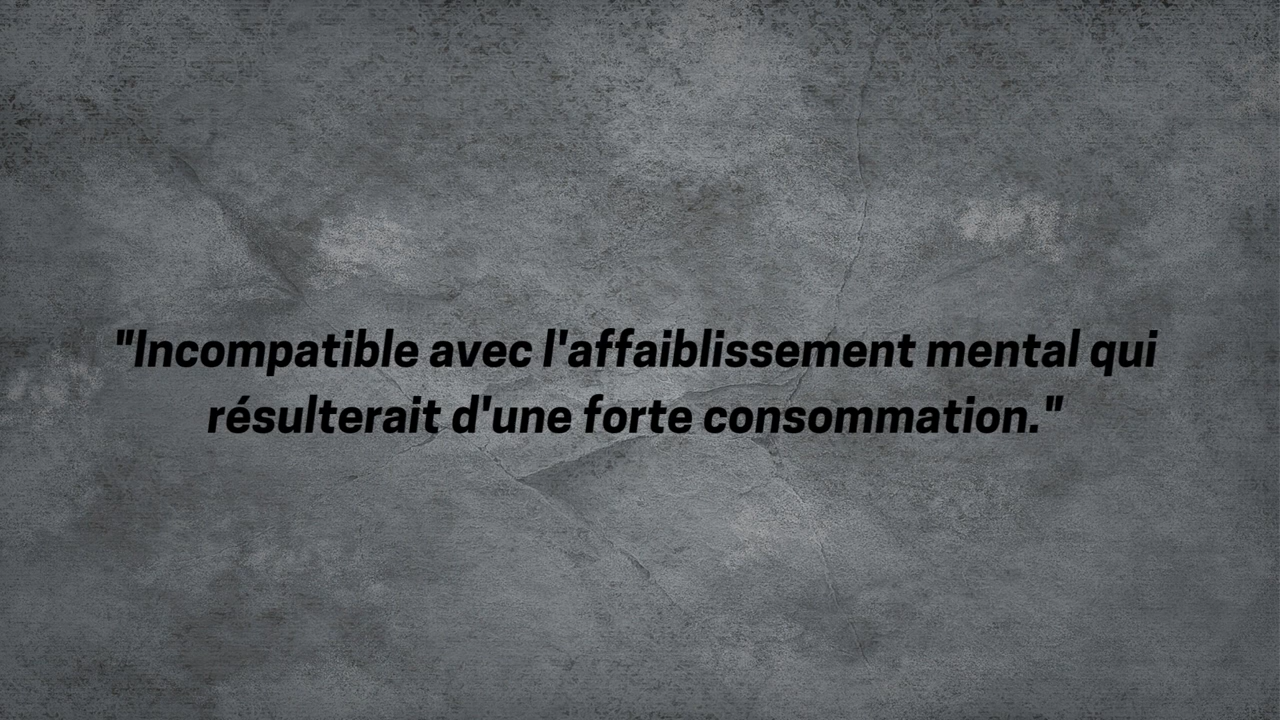 "Incompatible avec l'affaiblissement mental qui
résulterait d'une forte consommation."